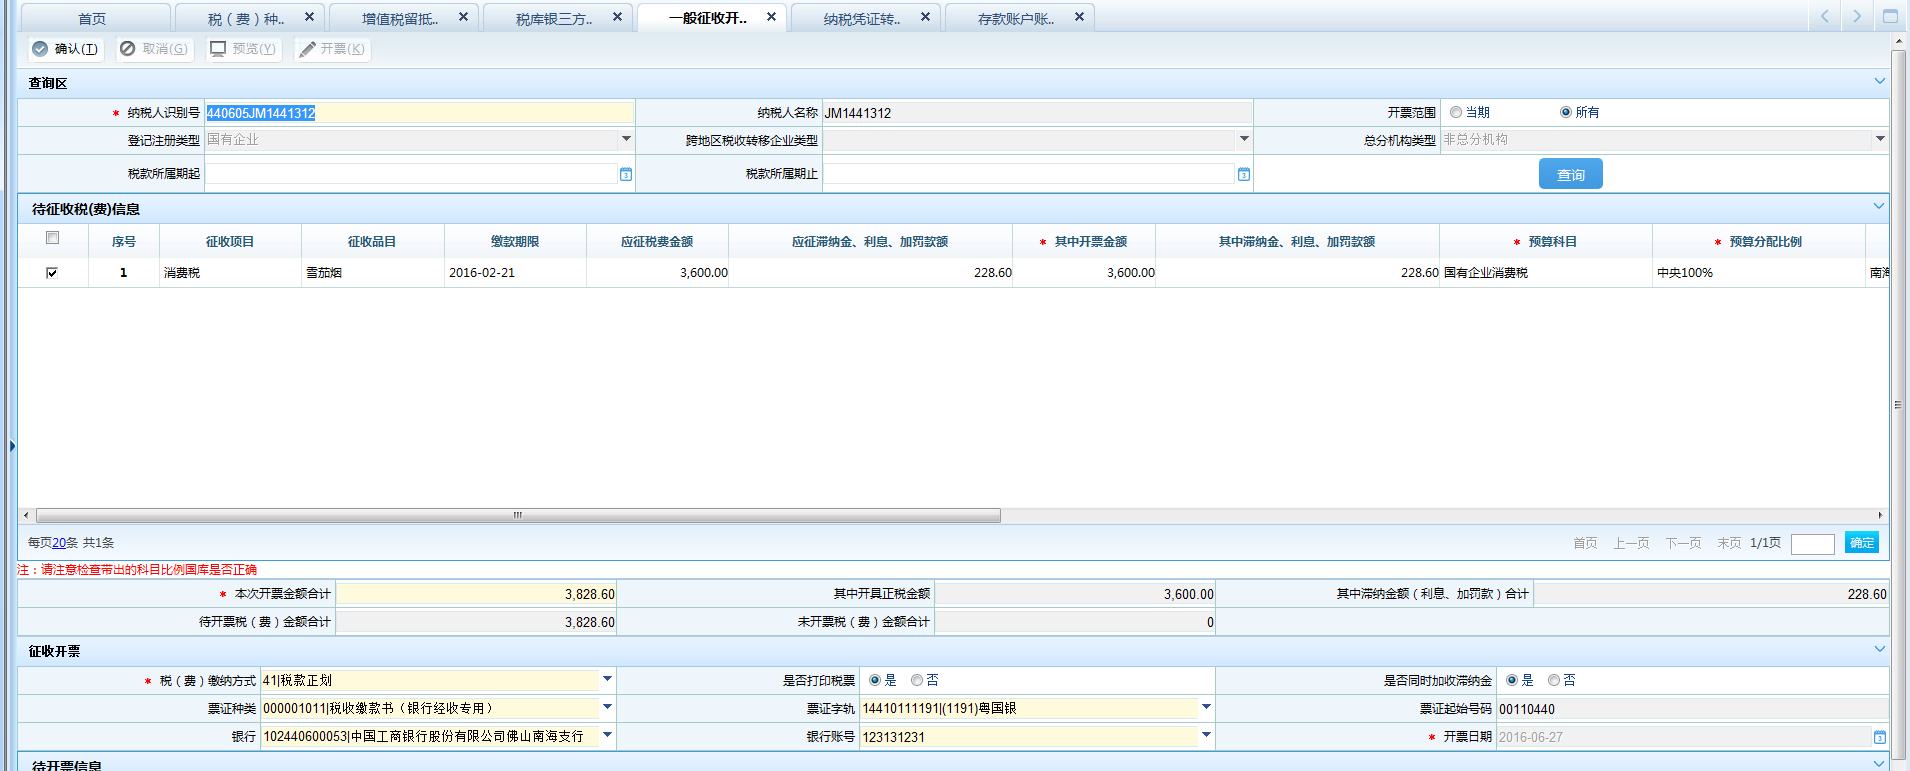 首页 税（费）种.. 增值税留抵.. 税库银三方.. 一般征收开.. 纳税凭证转.. 存款账户账..
确认(T) 取消(G) 预览(Y) 开票(K)
查询区
* 纳税人识别号 440605JM1441312 纳税人名称 JM1441312 开票范围 当期 所有
登记注册类型 国有企业 跨地区税收转移企业类型 总分机构类型 非总分机构
税款所属期起 税款所属期止 查询
待征收税(费)信息
序号 征收项目 征收品目 缴款期限 应征税费金额 应征滞纳金、利息、加罚款额 * 其中开票金额 其中滞纳金、利息、加罚款额 * 预算科目 * 预算分配比例
1 消费税 雪茄烟 2016-02-21 3,600.00 228.60 3,600.00 228.60 国有企业消费税 中央100% 南海
每页20条 共1条 首页 上一页 下一页 末页 1/1页 确定
注：请注意检查带出的科目比例国库是否正确
* 本次开票金额合计 3,828.60 其中开具正税金额 3,600.00 其中滞纳金额（利息、加罚款）合计 228.60
待开票税（费）金额合计 3,828.60 未开票税（费）金额合计 0
征收开票
* 税（费）缴纳方式 41|税款正划 是否打印税票 是 否 是否同时加收滞纳金 是 否
票证种类 000001011|税收缴款书（银行经收专用） 票证字轨 14410111191|(1191)粤国银 票证起始号码 00110440
银行 102440600053|中国工商银行股份有限公司佛山南海支行 银行账号 123131231 * 开票日期 2016-06-27
待开票信息